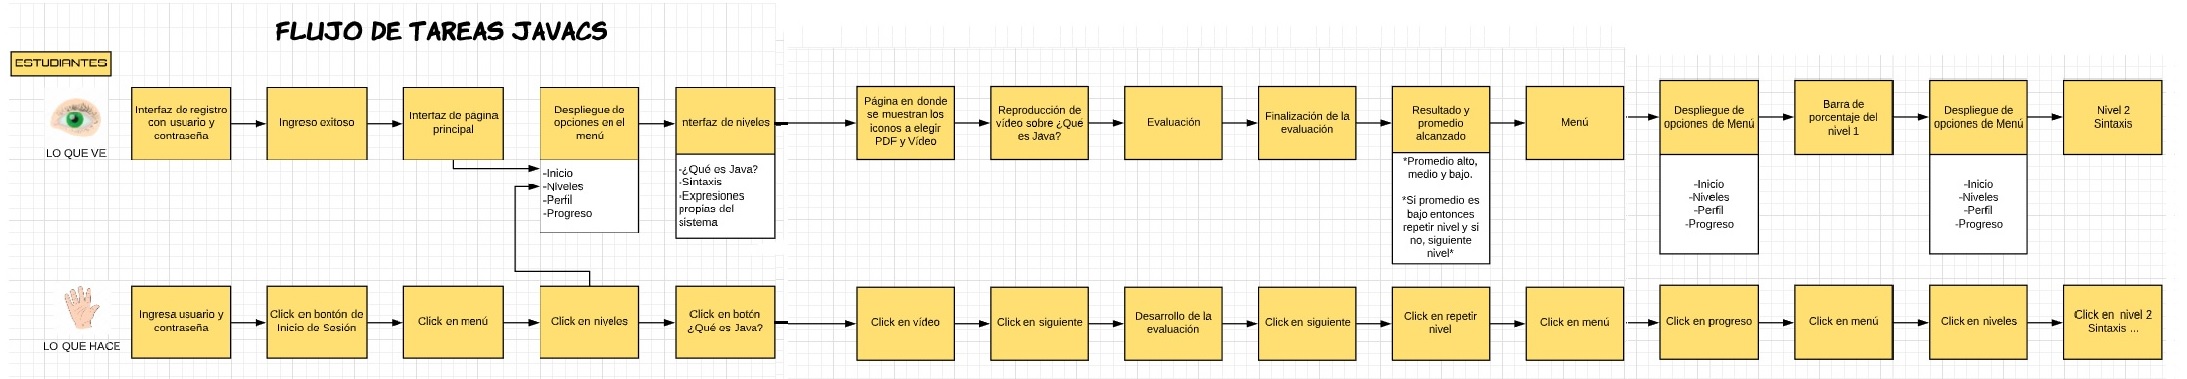 FLUJO DE TAREAS JAVACS
ESTUDIANTES
LO QUE VE
Interfaz de registro
con usuario y
contraseña
Ingreso exitoso
Interfaz de página
principal
Despliegue de
opciones en el
menú
-Inicio
-Niveles
-Perfil
-Progreso
nterfaz de niveles
-¿Qué es Java?
-Sintaxis
-Expresiones
propias del
sistema
Página en donde
se muestran los
iconos a elegir
PDF y Vídeo
Reproducción de
vídeo sobre ¿Qué
es Java?
Evaluación
Finalización de la
evaluación
Resultado y
promedio
alcanzado
*Promedio alto,
medio y bajo.
*Si promedio es
bajo entonces
repetir nivel y si
no, siguiente
nivel*
Menú
Despliegue de
opciones de Menú
-Inicio
-Niveles
-Perfil
-Progreso
Barra de
porcentaje del
nivel 1
Despliegue de
opciones de Menú
-Inicio
-Niveles
-Perfil
-Progreso
Nivel 2
Sintaxis
LO QUE HACE
Ingresa usuario y
contraseña
Click en bontón de
Inicio de Sesión
Click en menú
Click en niveles
Click en botón
¿Qué es Java?
Click en vídeo
Click en siguiente
Desarrollo de la
evaluación
Click en siguiente
Click en repetir
nivel
Click en menú
Click en progreso
Click en menú
Click en niveles
Click en nivel 2
Sintaxis ...